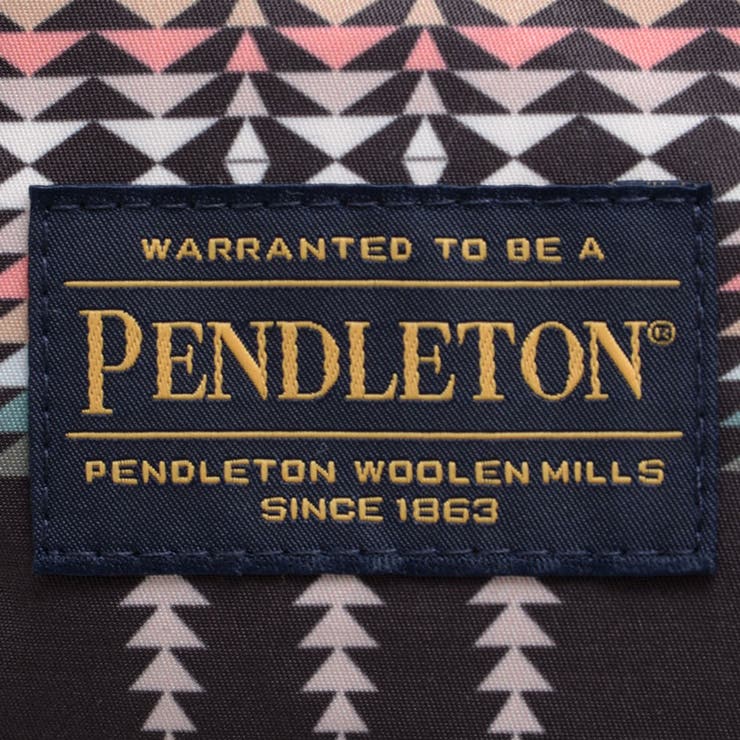 WARRANTED TO BE A
PENDLETON®
PENDLETON WOOLEN MILLS
SINCE 1863